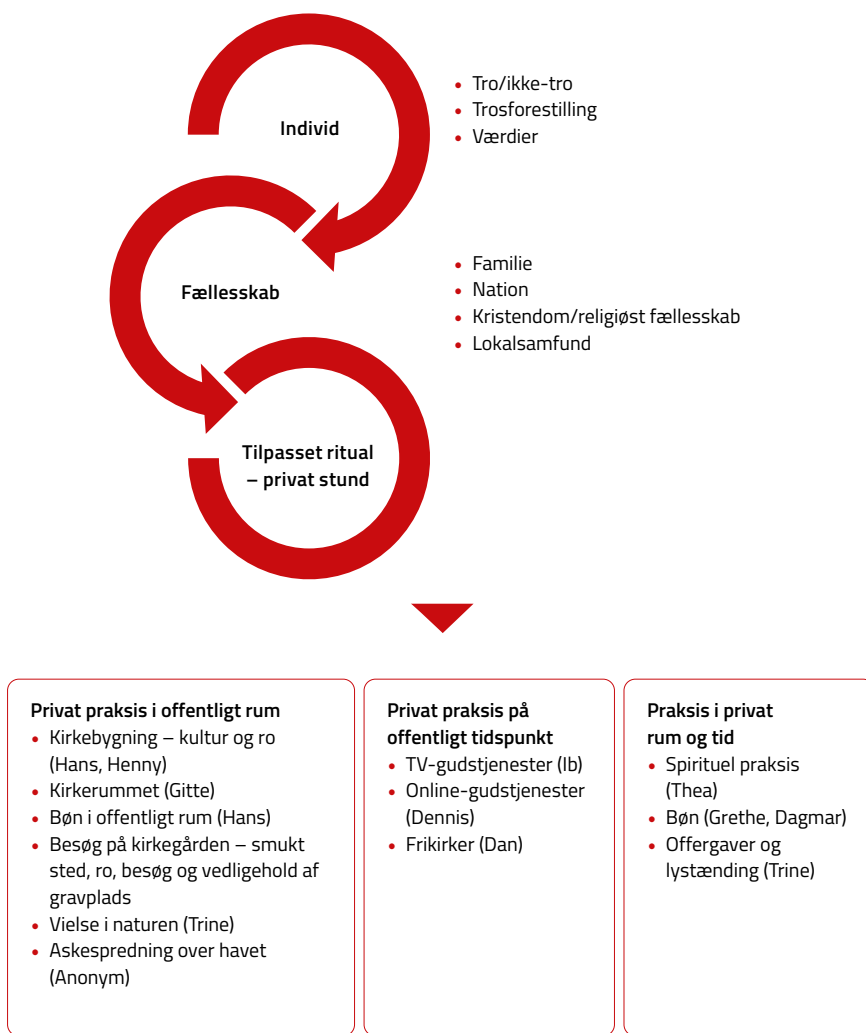 Individ
• Tro/ikke-tro
• Trosforestilling
• Værdier
Fællesskab
• Familie
• Nation
• Kristendom/religiøst fællesskab
• Lokalsamfund
Tilpasset ritual
– privat stund
Privat praksis i offentligt rum
• Kirkebygning – kultur og ro
(Hans, Henny)
• Kirkerummet (Gitte)
• Bøn i offentligt rum (Hans)
• Besøg på kirkegården – smukt
sted, ro, besøg og vedligehold af
gravplads
• Vielse i naturen (Trine)
• Askespredning over havet
(Anonym)
Privat praksis på
offentligt tidspunkt
• TV-gudstjenester (Ib)
• Online-gudstjenester
(Dennis)
• Frikirker (Dan)
Praksis i privat
rum og tid
• Spirituel praksis
(Thea)
• Bøn (Grethe, Dagmar)
• Offergaver og
lystænding (Trine)